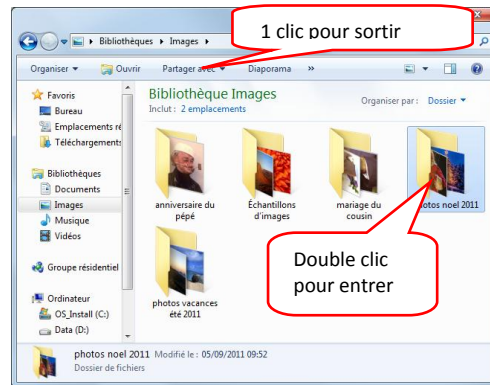 1 clic pour sortir
Bibliothèques Images
Organiser Ouvrir Partager avec Diaporama »
Favoris
Bureau
Emplacements ré
Téléchargements
Bibliothèques
Documents
Images
Musique
Vidéos
Groupe résidentiel
Ordinateur
OS_Install (C:)
Data (D:)
Bibliothèque Images
Inclut : 2 emplacements
Organiser par : Dossier
anniversaire du
pépé
Échantillons
d'images
mariage du
cousin
photos noel 2011
photos vacances
été 2011
Double clic
pour entrer
photos noel 2011 Modifié le : 05/09/2011 09:52
Dossier de fichiers